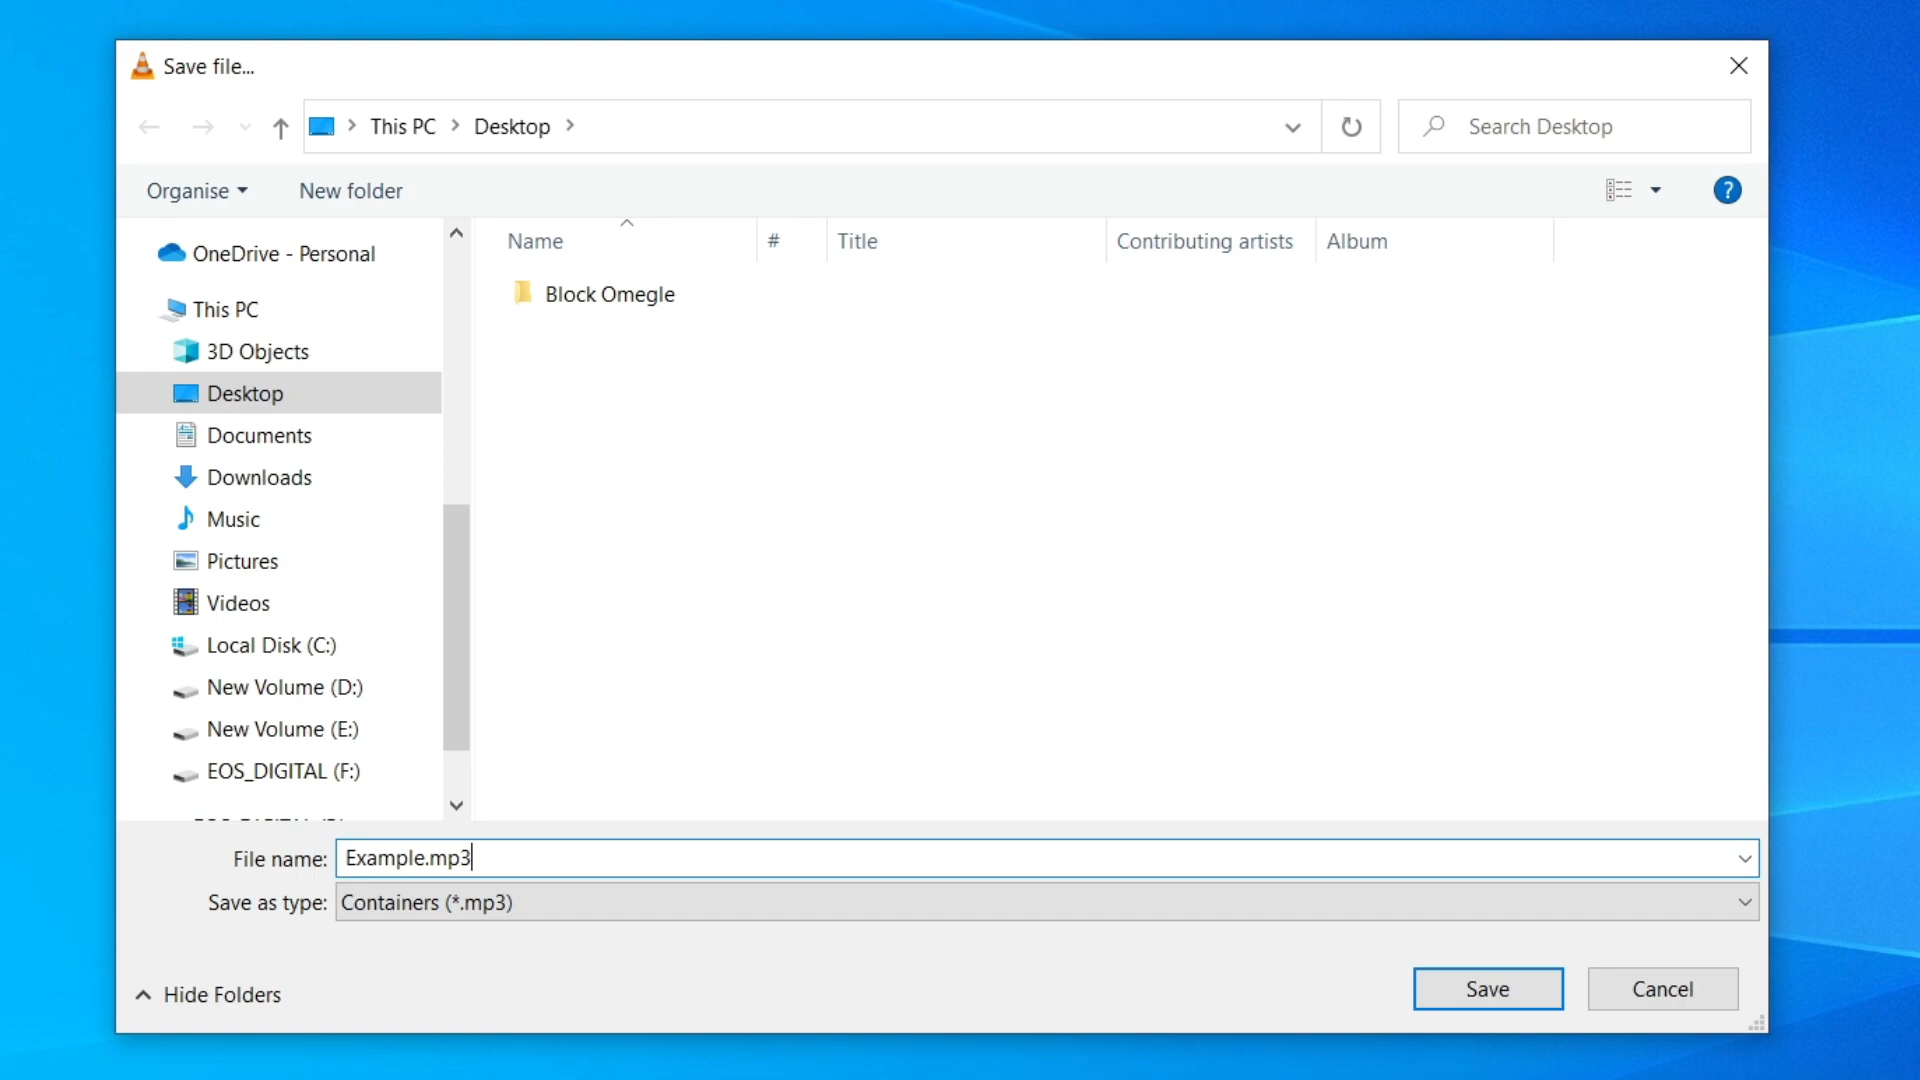 Save file...
This PC
Desktop
Search Desktop
Organise
New folder
?
OneDrive - Personal
This PC
3D Objects
Desktop
Documents
Downloads
Music
Pictures
Videos
Local Disk (C:)
New Volume (D:)
New Volume (E:)
EOS_DIGITAL (F:)
Name
#
Title
Contributing artists
Album
Block Omegle
File name: Example.mp3
Save as type: Containers (*.mp3)
Hide Folders
Save
Cancel